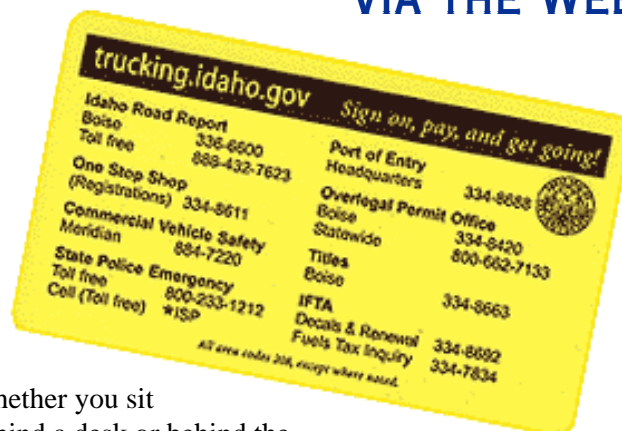 VIA THE WEB
trucking.idaho.gov Sign on, pay, and get going!
Idaho Road Report
Boise 336-6600
Toll free 888-432-7623
One Stop Shop
(Registrations) 334-8611
Commercial Vehicle Safety
Meridian 884-7220
State Police Emergency
Toll free 800-233-1212
Cell (Toll free) *ISP
Port of Entry
Headquarters 334-8688
Overlegal Permit Office
Boise 334-8420
Statewide 800-662-7133
Titles
Boise 334-8663
IFTA
Decals & Renewal 334-8692
Fuels Tax Inquiry 334-7834
All area codes 208, except where noted.
hether you sit
hind a desk or behind the